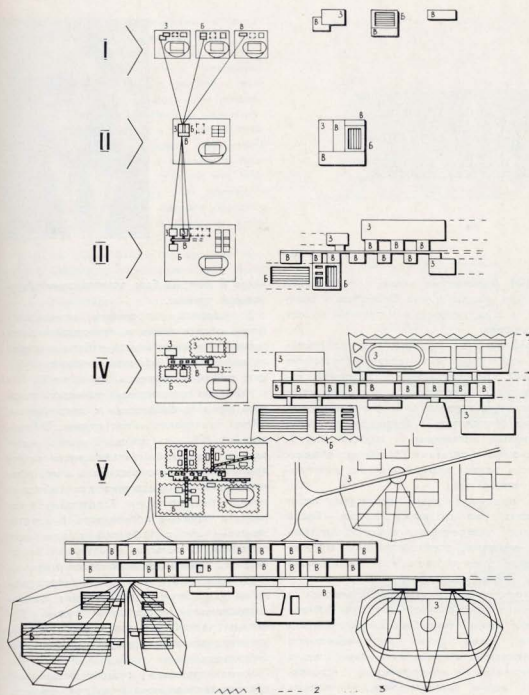 З Б В
З В Б В В
I
З Б В
В З В Б В
II
З Б
З З
В В В
В В В В В З
Б Б
III
З З
В З
Б
З З
В В В В В В В В
З
Б
IV
З З
В
Б З
З
V
В В В В В В В В В В
В В В В В В В
Б Б Б
В З
1 2 3